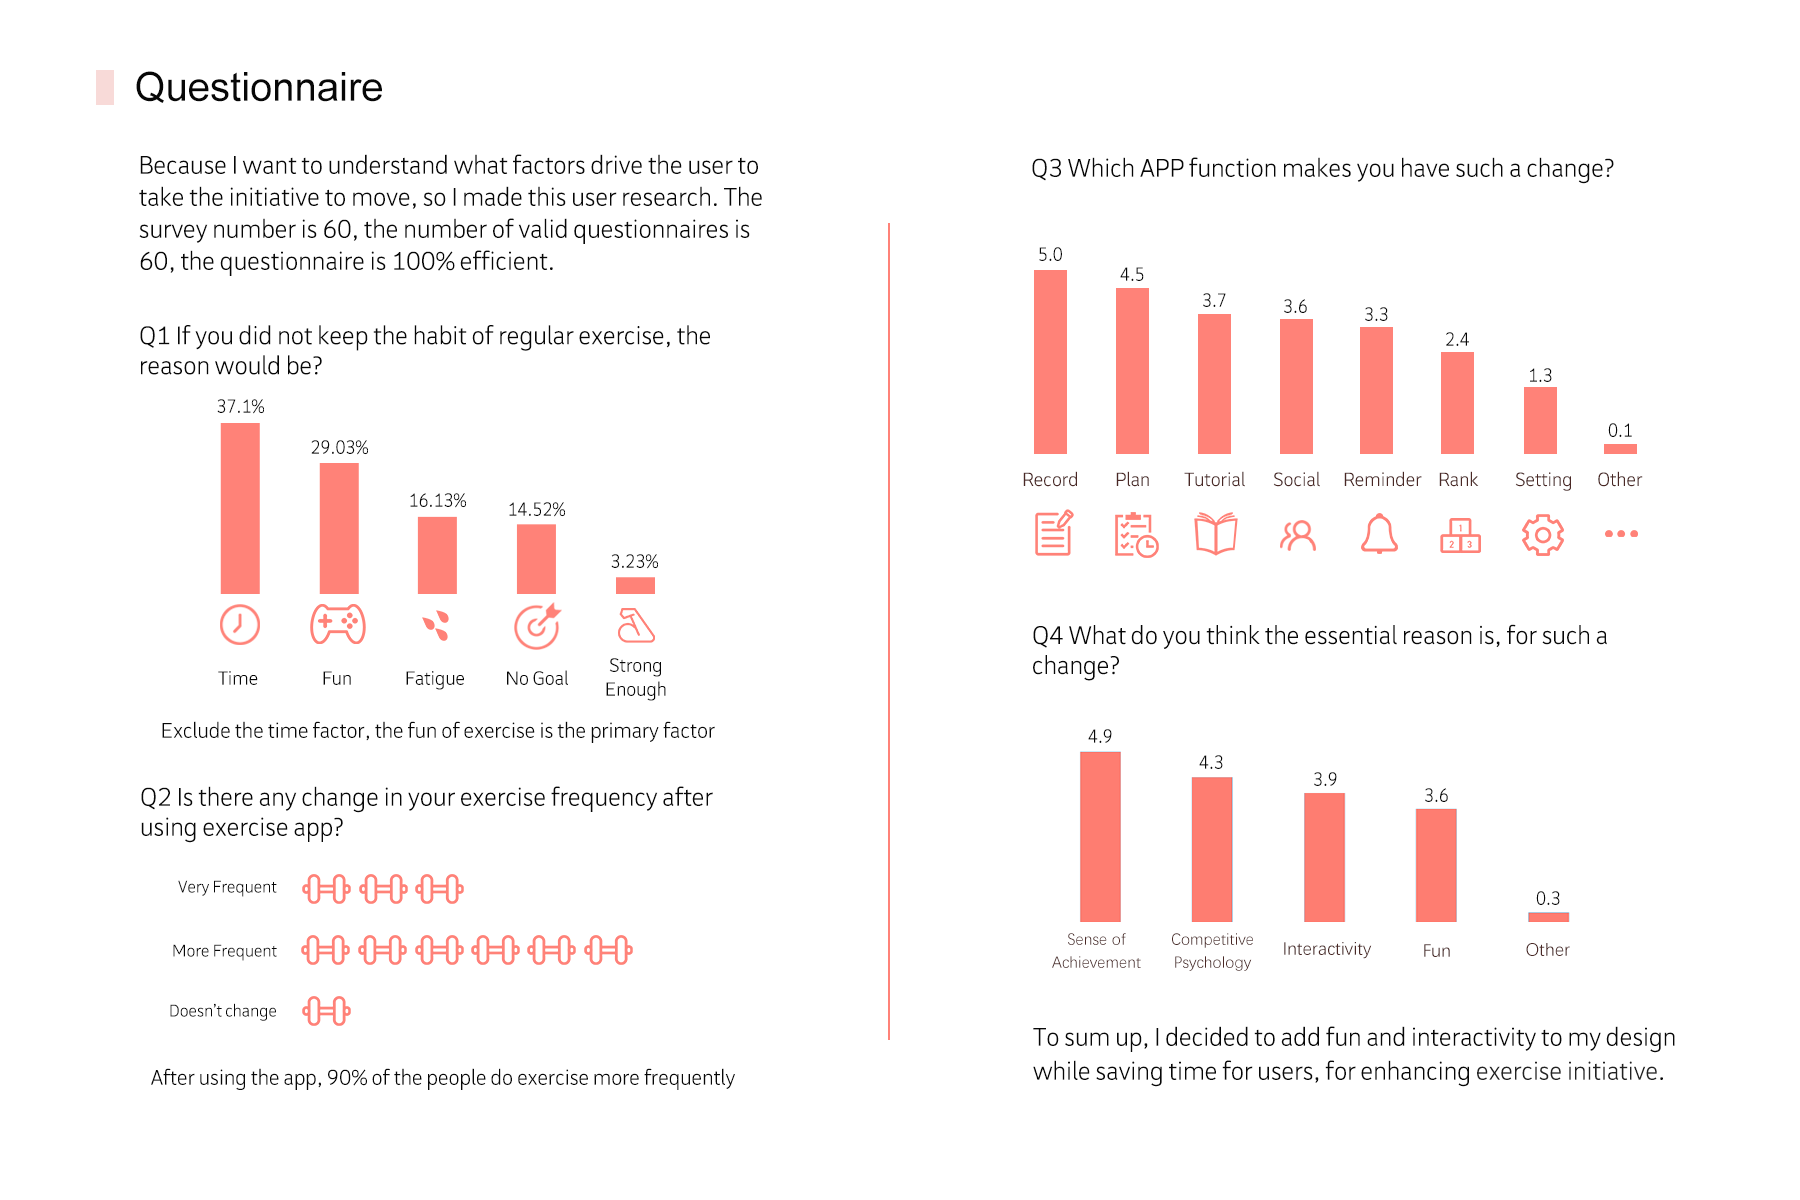 Questionnaire
Because I want to understand what factors drive the user to
take the initiative to move, so I made this user research. The
survey number is 60, the number of valid questionnaires is
60, the questionnaire is 100% efficient.
Q1 If you did not keep the habit of regular exercise, the
reason would be?
37.1%
29.03%
16.13%
14.52%
3.23%
Time
Fun
Fatigue
No Goal
Strong
Enough
Exclude the time factor, the fun of exercise is the primary factor
Q2 Is there any change in your exercise frequency after
using exercise app?
Very Frequent
More Frequent
Doesn't change
After using the app, 90% of the people do exercise more frequently
Q3 Which APP function makes you have such a change?
5.0
4.5
3.7
3.6
3.3
2.4
1.3
0.1
Record
Plan
Tutorial
Social
Reminder
Rank
Setting
Other
1
2
3
Q4 What do you think the essential reason is, for such a
change?
4.9
4.3
3.9
3.6
0.3
Sense of
Achievement
Competitive
Psychology
Interactivity
Fun
Other
To sum up, I decided to add fun and interactivity to my design
while saving time for users, for enhancing exercise initiative.